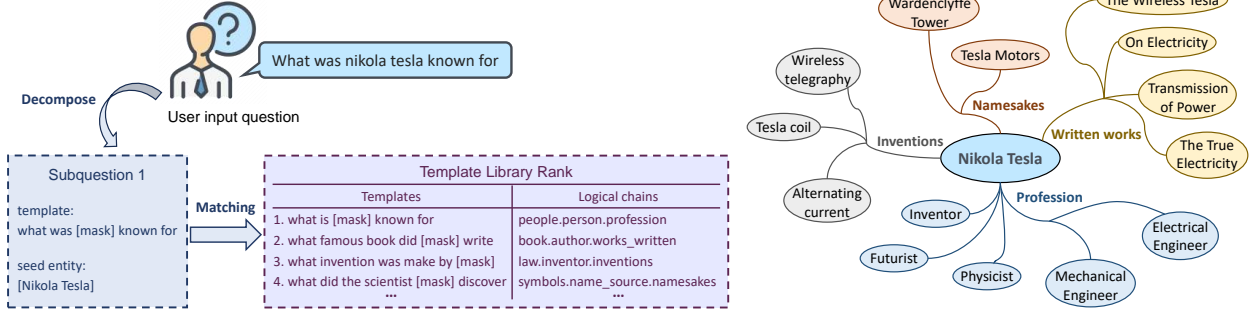 What was nikola tesla known for
Decompose
User input question
Subquestion 1
template:
what was [mask] known for
seed entity:
[Nikola Tesla]
Matching
Template Library Rank
Templates
Logical chains
1. what is [mask] known for
people.person.profession
2. what famous book did [mask] write
book.author.works_written
3. what invention was make by [mask]
law.inventor.inventions
4. what did the scientist [mask] discover
symbols.name_source.namesakes
...
...
Wardenclyffe
Tower
Tesla Motors
Namesakes
The Wireless Tesla
On Electricity
Transmission
of Power
The True
Electricity
Written works
Wireless
telegraphy
Tesla coil
Alternating
current
Inventions
Nikola Tesla
Profession
Inventor
Futurist
Physicist
Mechanical
Engineer
Electrical
Engineer